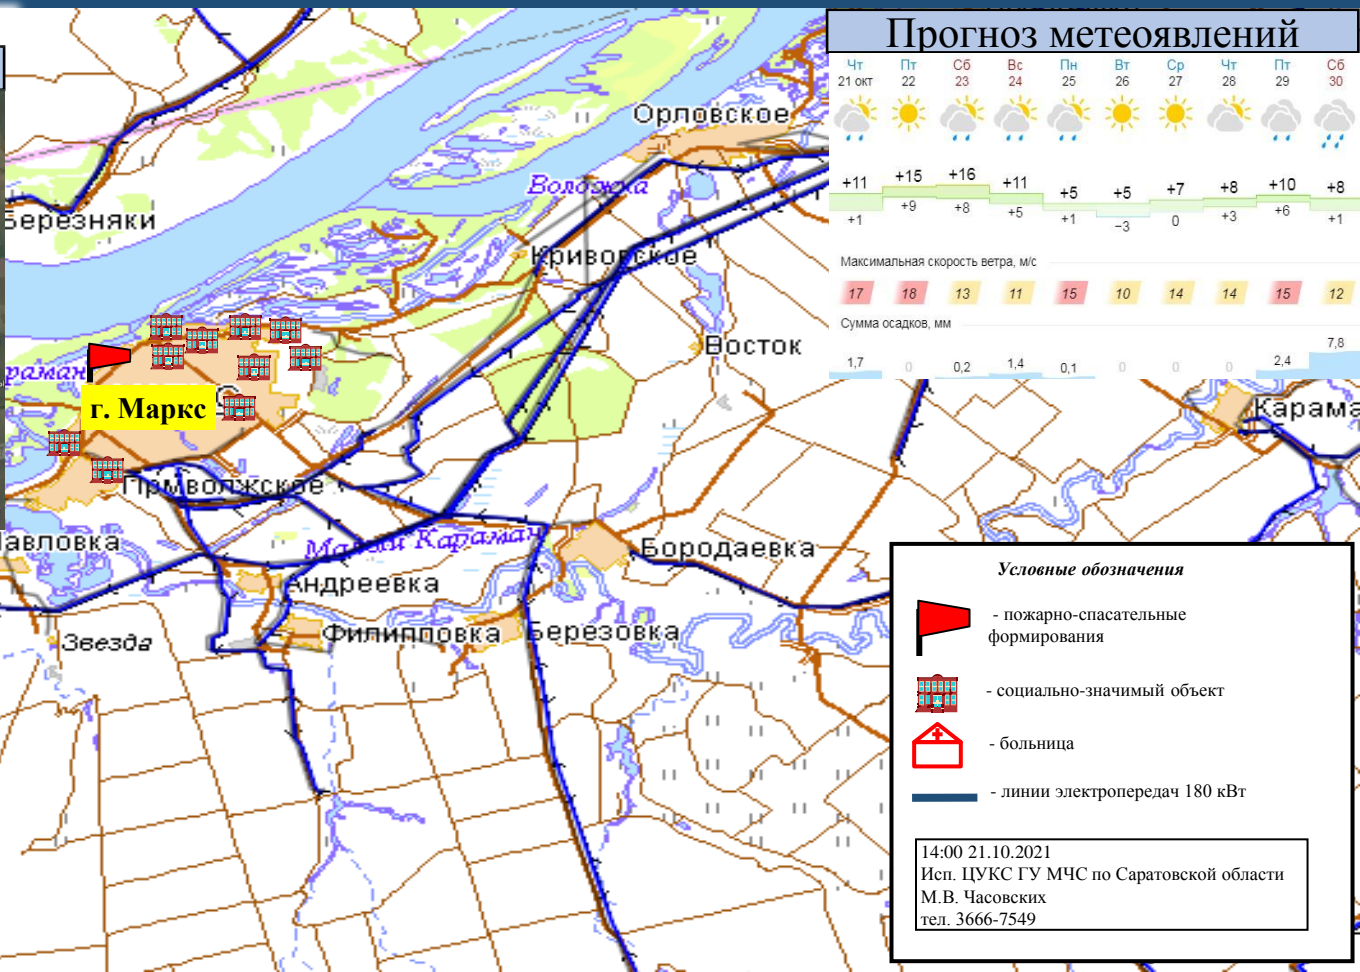 Прогноз метеоявлений
Чт Пт Сб Вс Пн Вт Ср Чт Пт Сб
21 окт 22 23 24 25 26 27 28 29 30
+11 +15 +16 +11 +5 +5 +7 +8 +10 +8
+1 +9 +8 +5 +1 −3 0 +3 +6 +1
Максимальная скорость ветра, м/с
17 18 13 11 15 10 14 14 15 12
Сумма осадков, мм
1,7 0 0,2 1,4 0,1 0 0 0 2,4 7,8
Орловское
Воложка
Березняки
Кривовское
Восток
раман
г. Маркс
Карама
Приволжское
авловка
Малый Караман
Бородаевка
Андреевка
Филипповка
Березовка
Звезда
Условные обозначения
- пожарно-спасательные
формирования
- социально-значимый объект
- больница
- линии электропередач 180 кВт
14:00 21.10.2021
Исп. ЦУКС ГУ МЧС по Саратовской области
М.В. Часовских
тел. 3666-7549